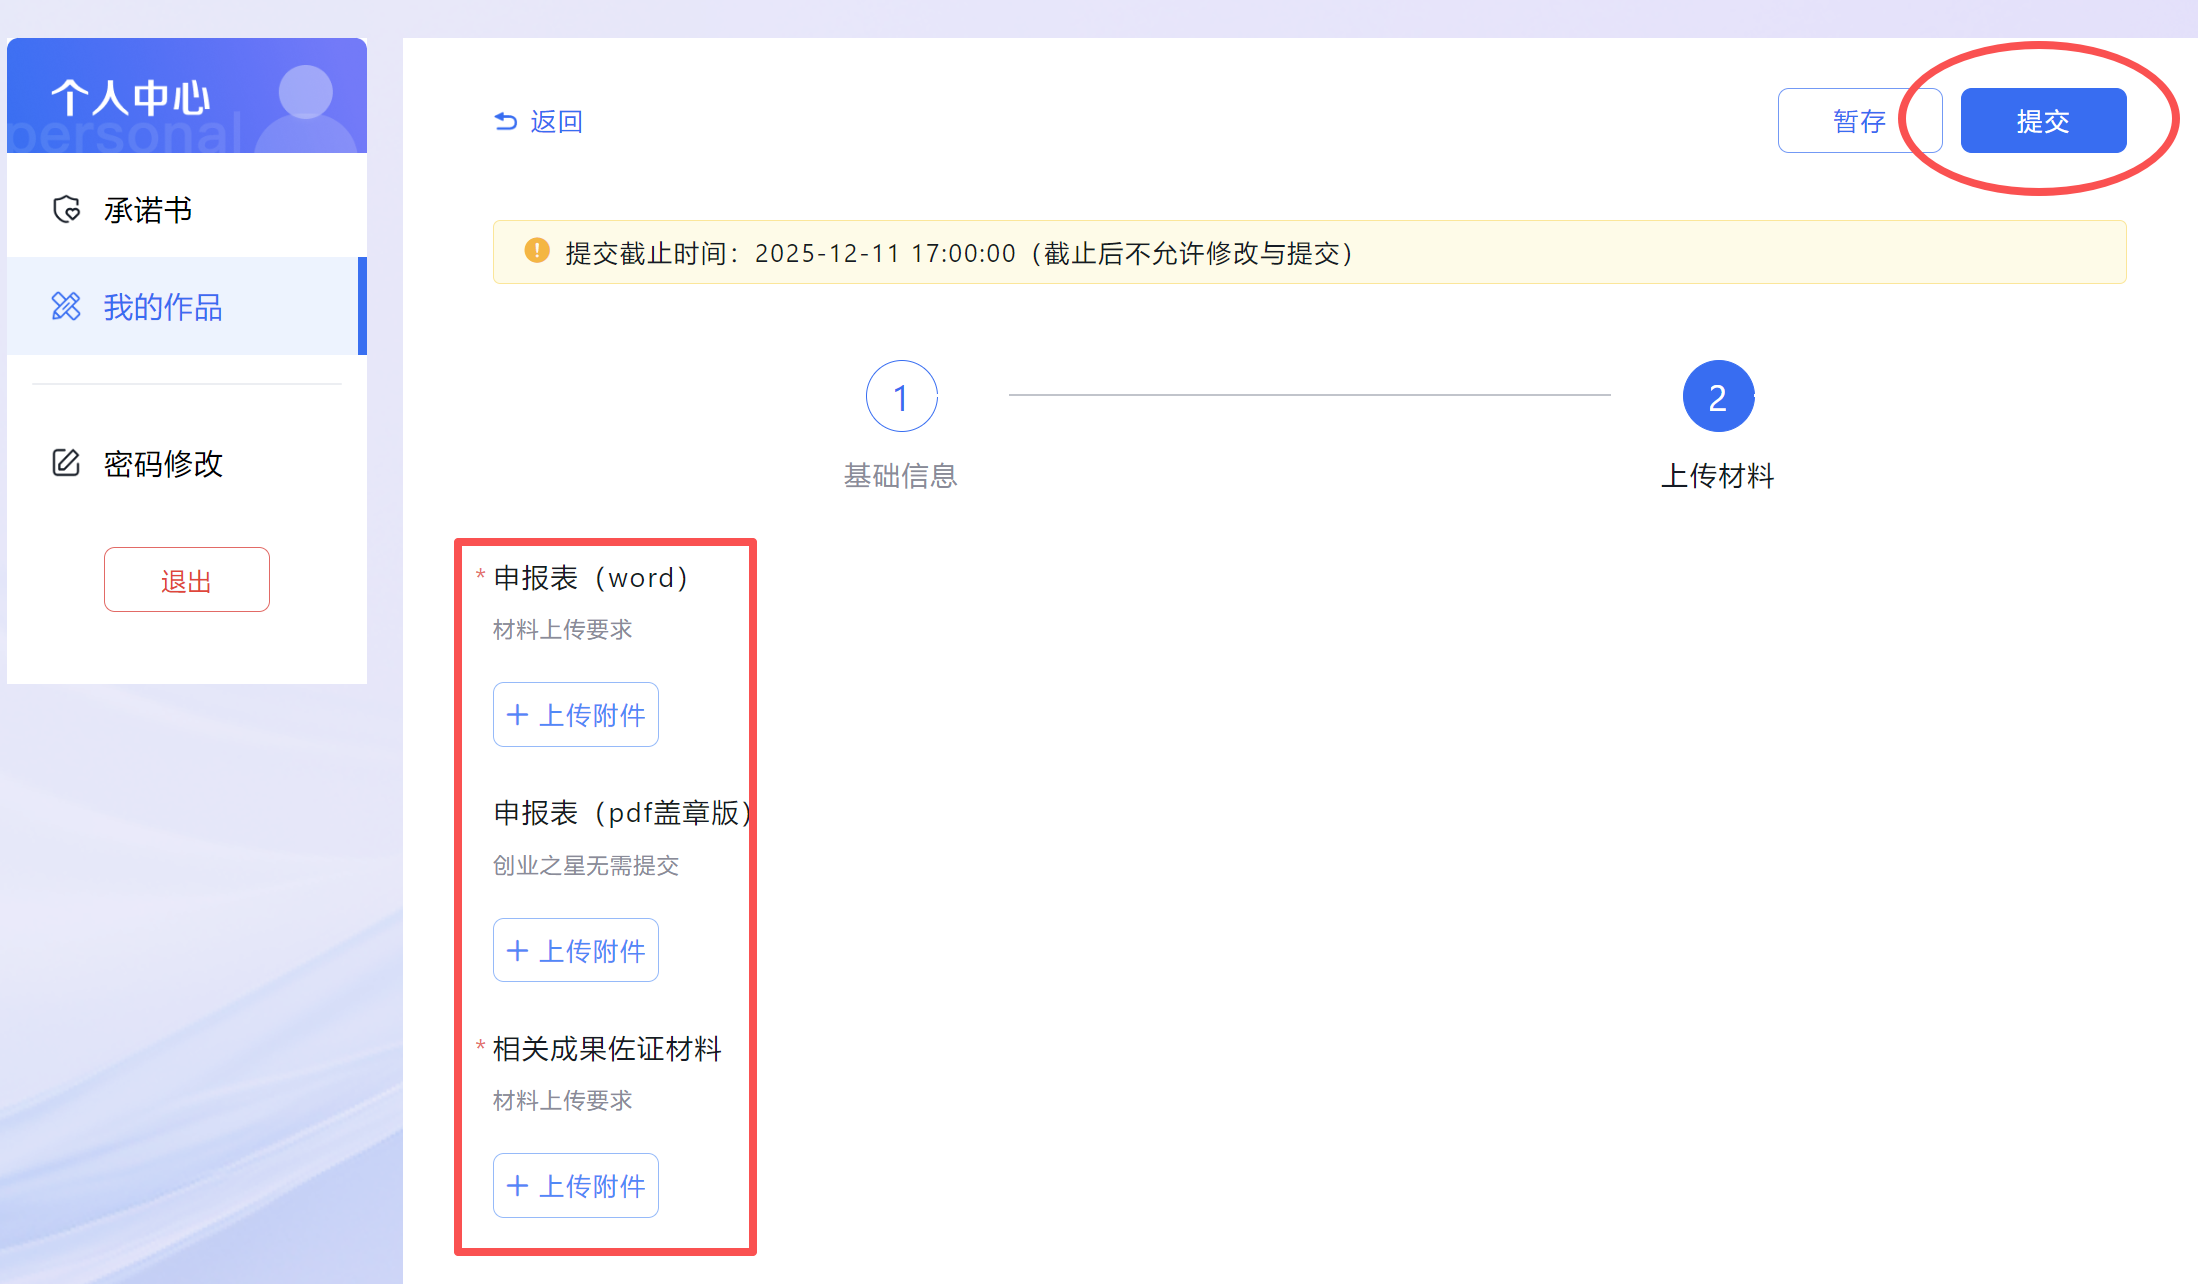 个人中心
personal
承诺书
我的作品
密码修改
退出
返回
暂存
提交
提交截止时间：2025-12-11 17:00:00（截止后不允许修改与提交）
1
2
基础信息
上传材料
* 申报表（word）
材料上传要求
+ 上传附件
申报表（pdf盖章版）
创业之星无需提交
+ 上传附件
* 相关成果佐证材料
材料上传要求
+ 上传附件